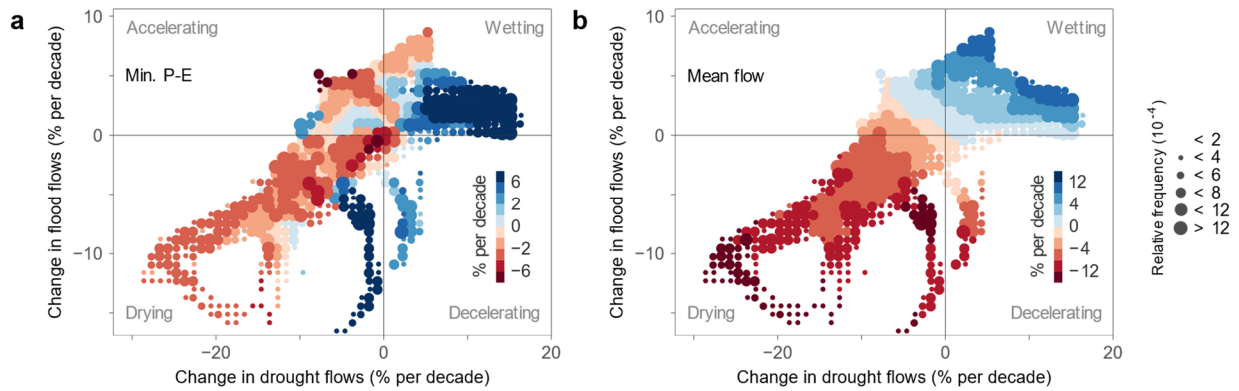 a
Change in flood flows (% per decade)
10
0
−10
Accelerating
Wetting
Min. P-E
Drying
Decelerating
% per decade
6
2
−2
−6
−20
0
20
Change in drought flows (% per decade)
b
Change in flood flows (% per decade)
10
0
−10
Accelerating
Wetting
Mean flow
Drying
Decelerating
% per decade
12
4
0
−4
−12
−20
0
20
Change in drought flows (% per decade)
Relative frequency (10⁻⁴)
< 2
< 4
< 6
< 8
< 12
> 12